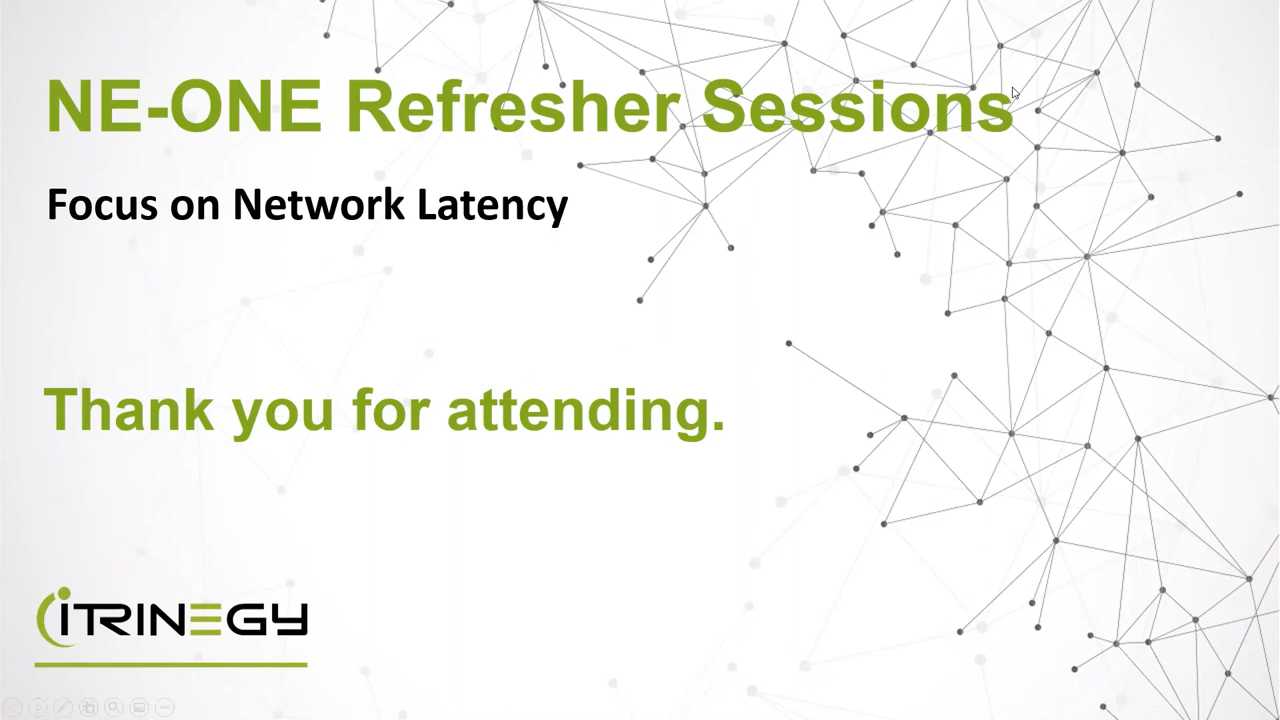 NE-ONE Refresher Sessions
Focus on Network Latency
Thank you for attending.
iTRINEGY